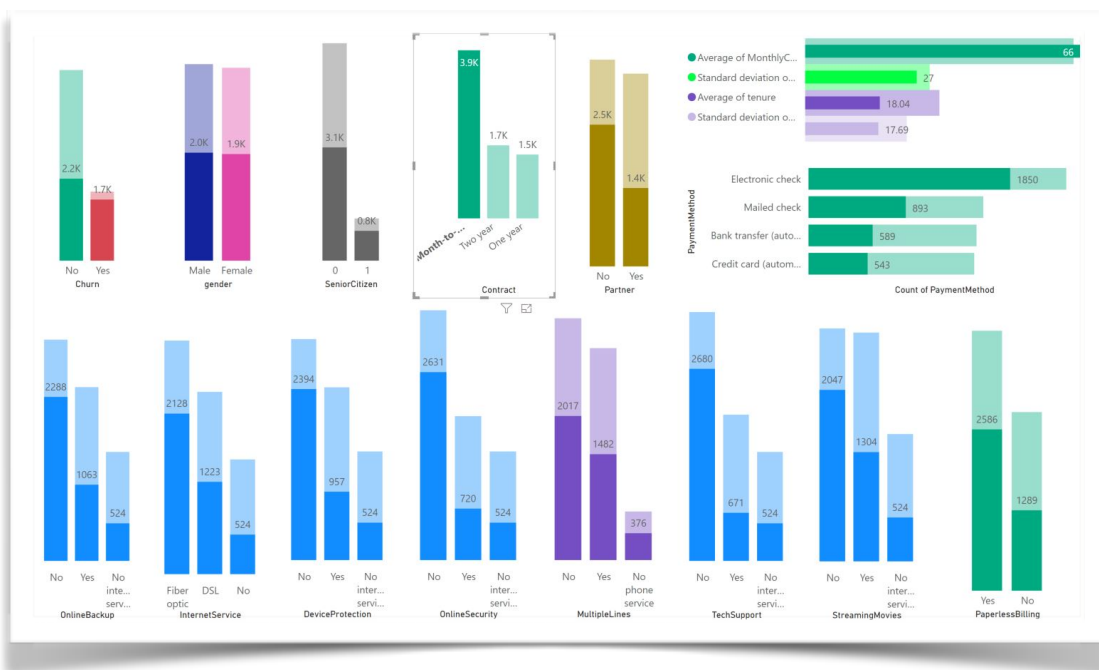 2.2K
1.7K
No Yes
Churn
2.0K
1.9K
Male Female
gender
3.1K
0.8K
0 1
SeniorCitizen
3.9K
1.7K
1.5K
Month-to-...
Two year
One year
Contract
2.5K
1.4K
No Yes
Partner
Average of MonthlyC...
Standard deviation o...
Average of tenure
Standard deviation o...
66
27
18.04
17.69
PaymentMethod
Electronic check 1850
Mailed check 893
Bank transfer (auto... 589
Credit card (autom... 543
Count of PaymentMethod
2288
1063
524
No Yes No
inte...
servi...
OnlineBackup
2128
1223
524
Fiber DSL No
optic
InternetService
2394
957
524
No Yes No
inter...
servi...
DeviceProtection
2631
720
524
No Yes No
inter...
servi...
OnlineSecurity
2017
1482
376
No Yes No
phone
service
MultipleLines
2680
671
524
No Yes No
inter...
servi...
TechSupport
2047
1304
524
No Yes No
inter...
servi...
StreamingMovies
2586
1289
Yes No
PaperlessBilling